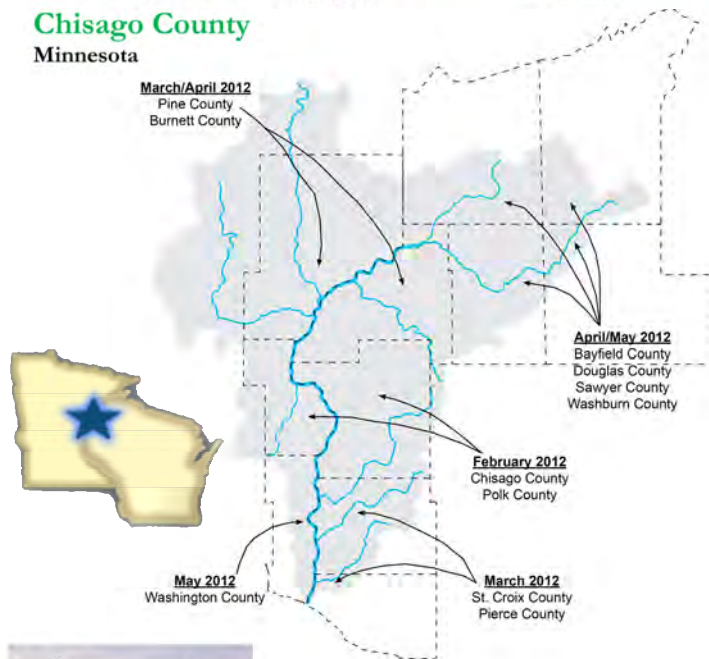 Chisago County
Minnesota
March/April 2012
Pine County
Burnett County
April/May 2012
Bayfield County
Douglas County
Sawyer County
Washburn County
February 2012
Chisago County
Polk County
May 2012
Washington County
March 2012
St. Croix County
Pierce County